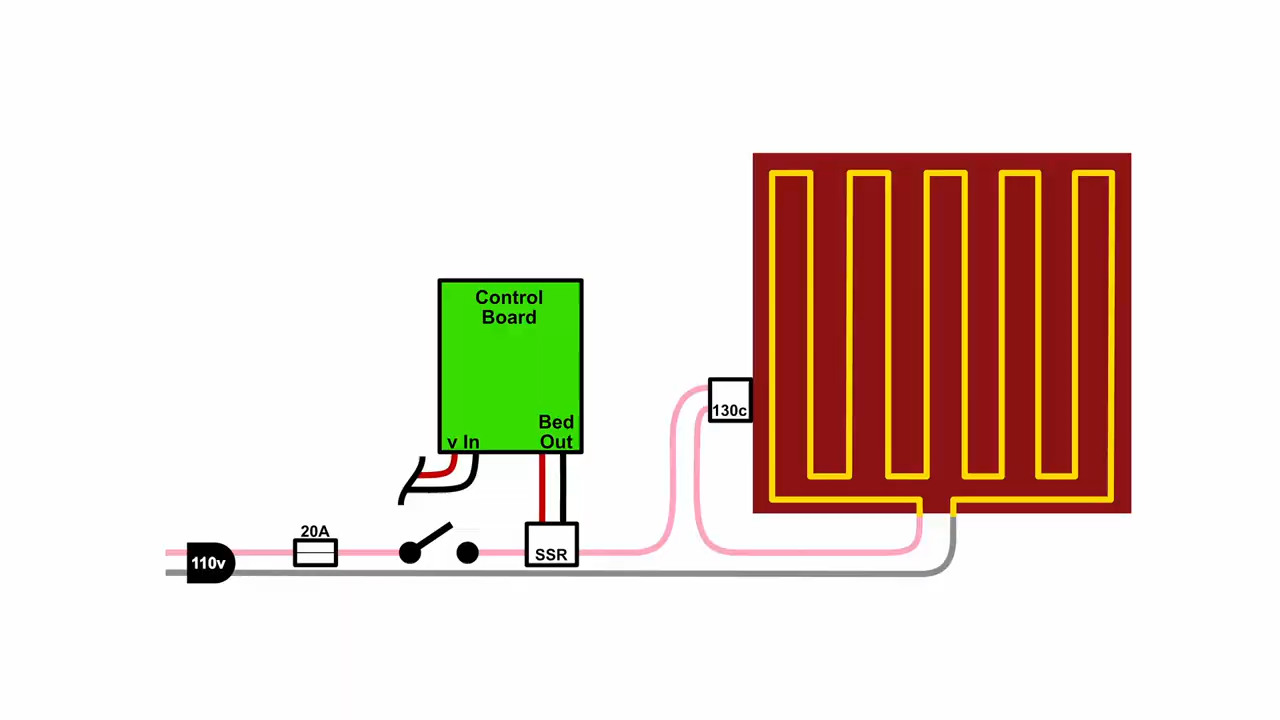 Control
Board
Bed
v In
Out
130c
20A
110v
SSR